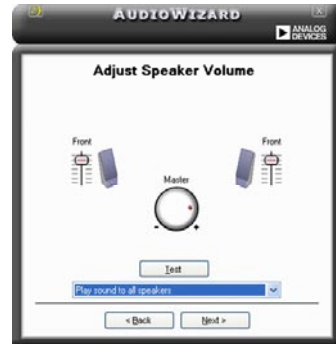 AUDIOWIZARD
ANALOG
DEVICES
Adjust Speaker Volume
Front
Front
Master
- +
Test
Play sound to all speakers
< Back Next >